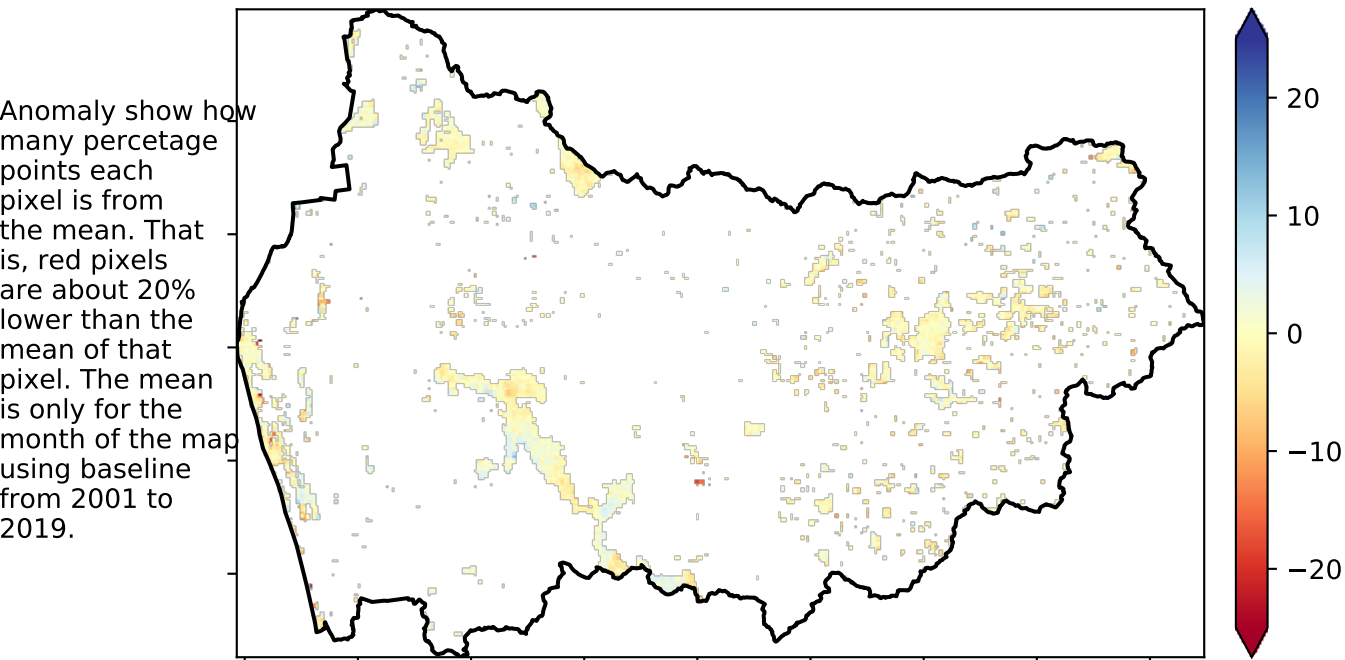 Anomaly show how
many percetage
points each
pixel is from
the mean. That
is, red pixels
are about 20%
lower than the
mean of that
pixel. The mean
is only for the
month of the map
using baseline
from 2001 to
2019.
20
10
0
−10
−20